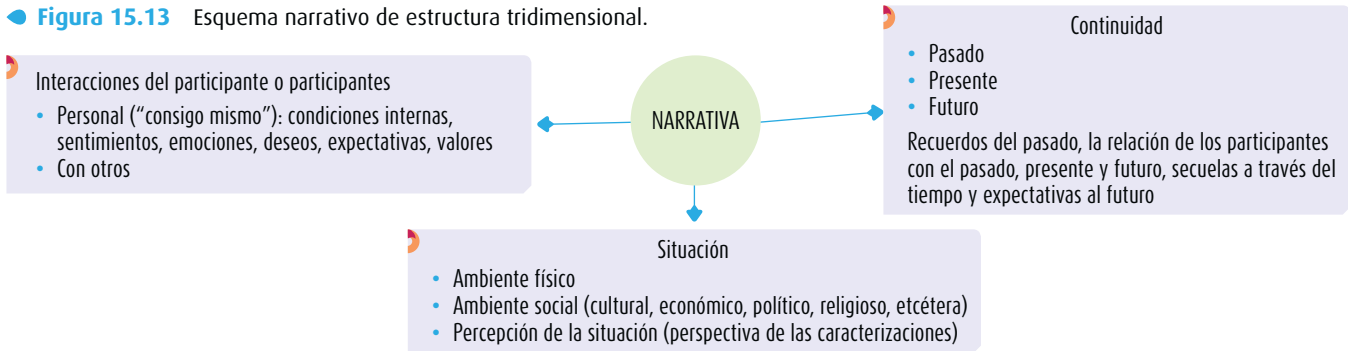 Figura 15.13 Esquema narrativo de estructura tridimensional.
Interacciones del participante o participantes
• Personal (“consigo mismo”): condiciones internas,
sentimientos, emociones, deseos, expectativas, valores
• Con otros
NARRATIVA
Continuidad
• Pasado
• Presente
• Futuro
Recuerdos del pasado, la relación de los participantes
con el pasado, presente y futuro, secuelas a través del
tiempo y expectativas al futuro
Situación
• Ambiente físico
• Ambiente social (cultural, económico, político, religioso, etcétera)
• Percepción de la situación (perspectiva de las caracterizaciones)